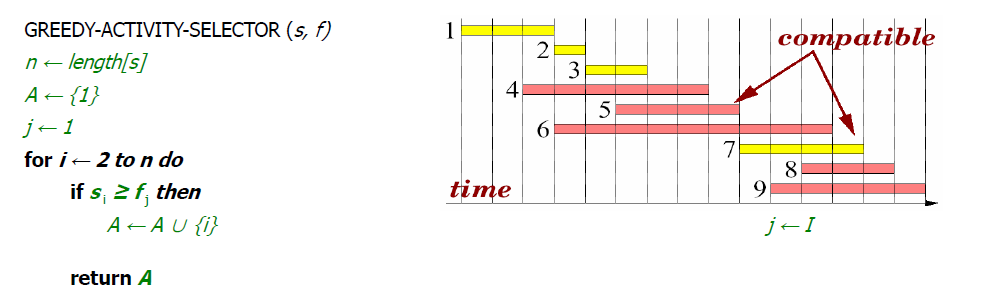 GREEDY-ACTIVITY-SELECTOR (s, f)
n ← length[s]
A ← {1}
j ← 1
for i ← 2 to n do
if sᵢ ≥ fⱼ then
A ← A ∪ {i}
return A
1
compatible
2
3
4
5
6
7
8
time
9
j ← I